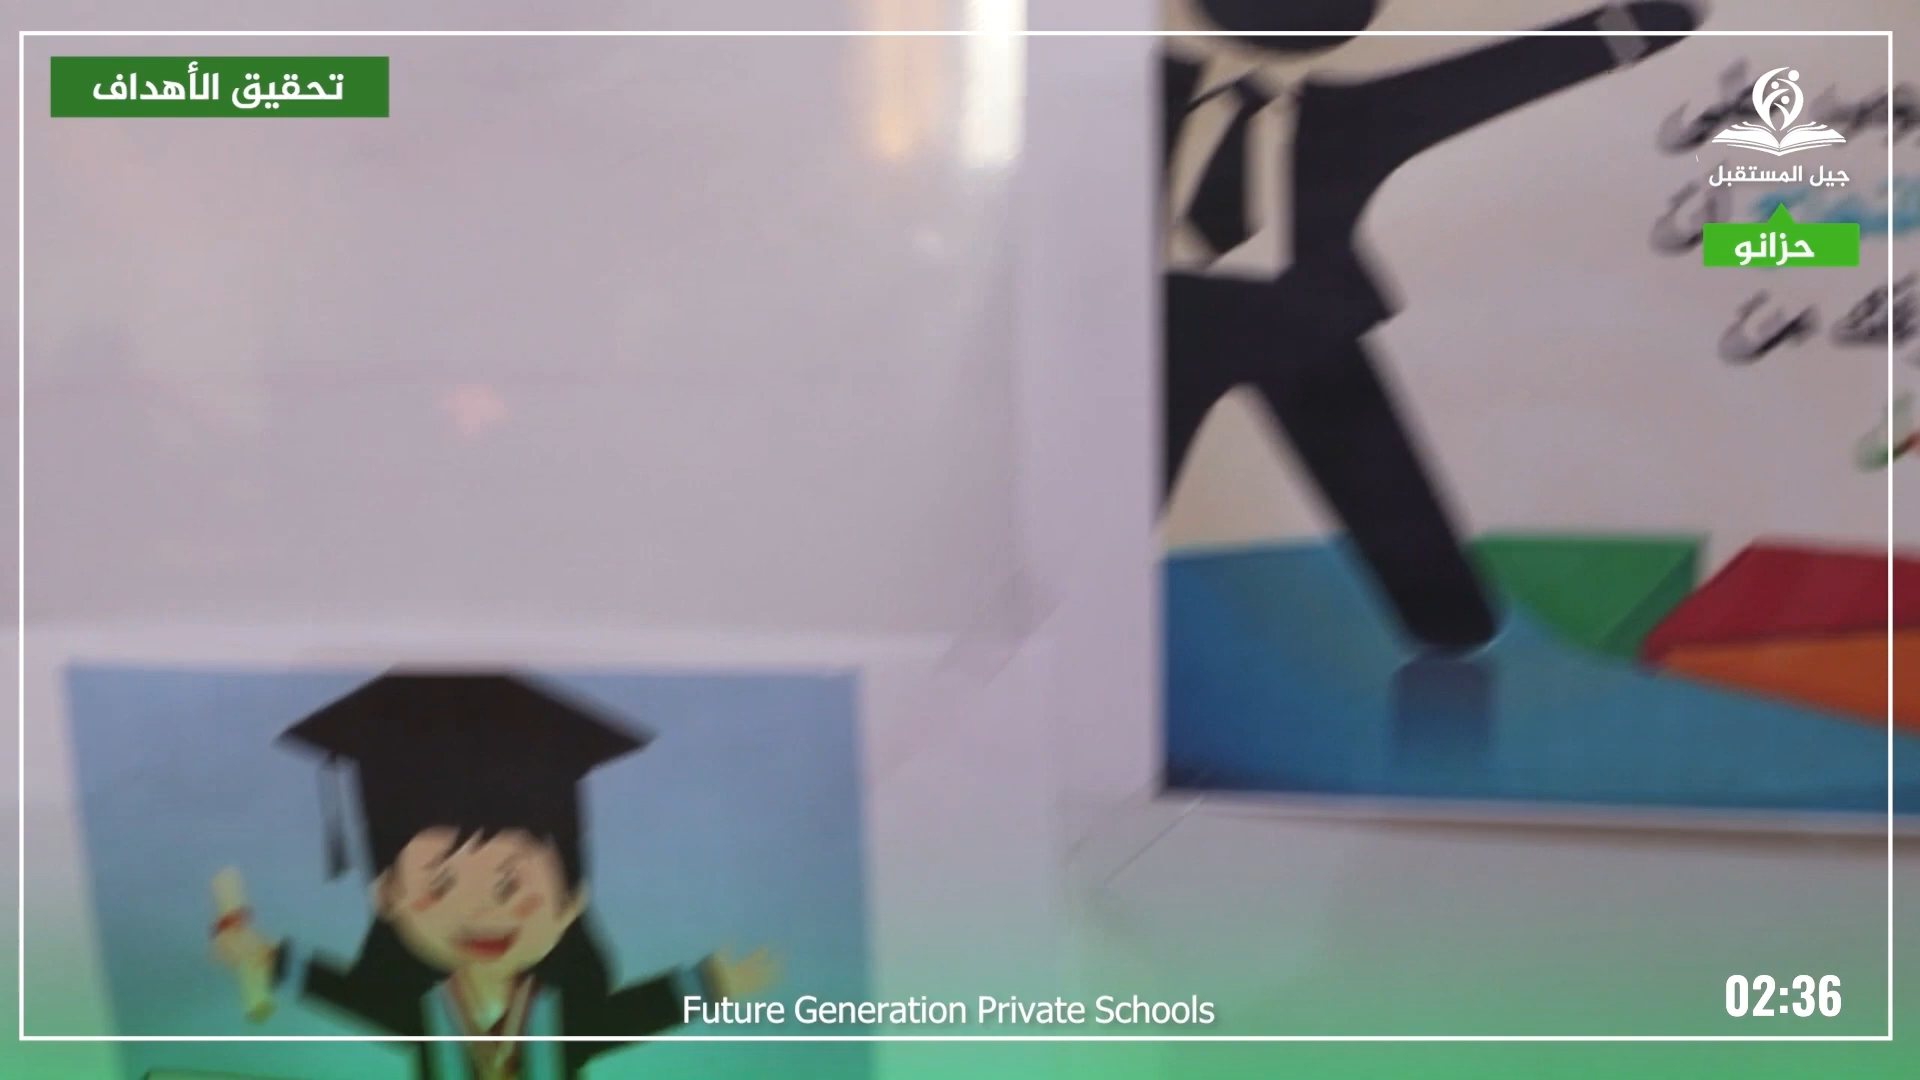 تحقيق الأهداف
جيل المستقبل
حزانو
Future Generation Private Schools
02:36